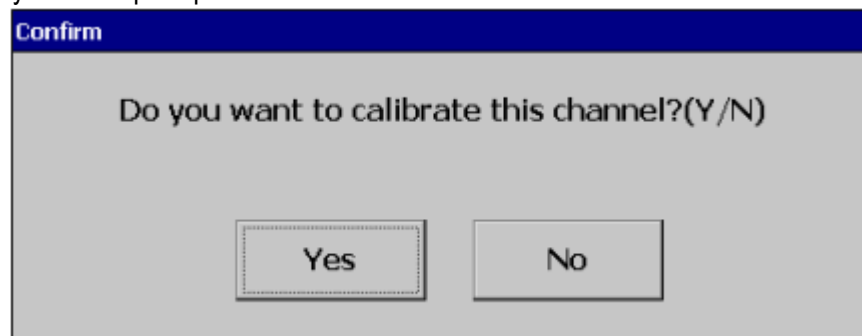 Confirm
Do you want to calibrate this channel?(Y/N)
Yes
No